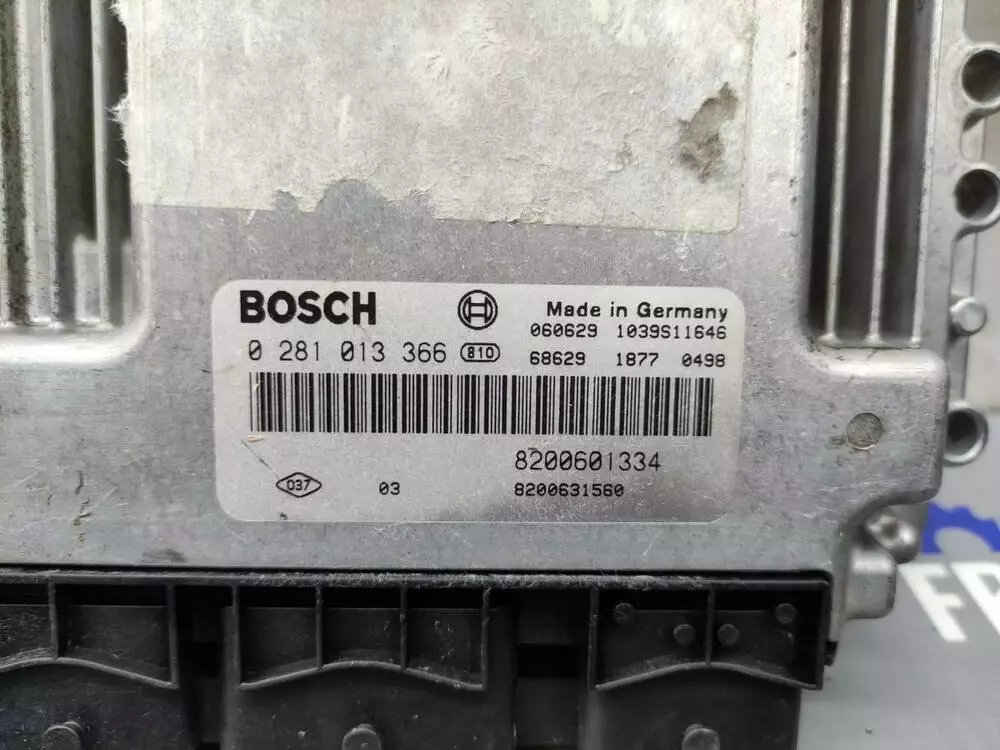 BOSCH Made in Germany
060629 1039S11646
0 281 013 366 810 68629 1877 0498
8200601334
037 03 8200631560